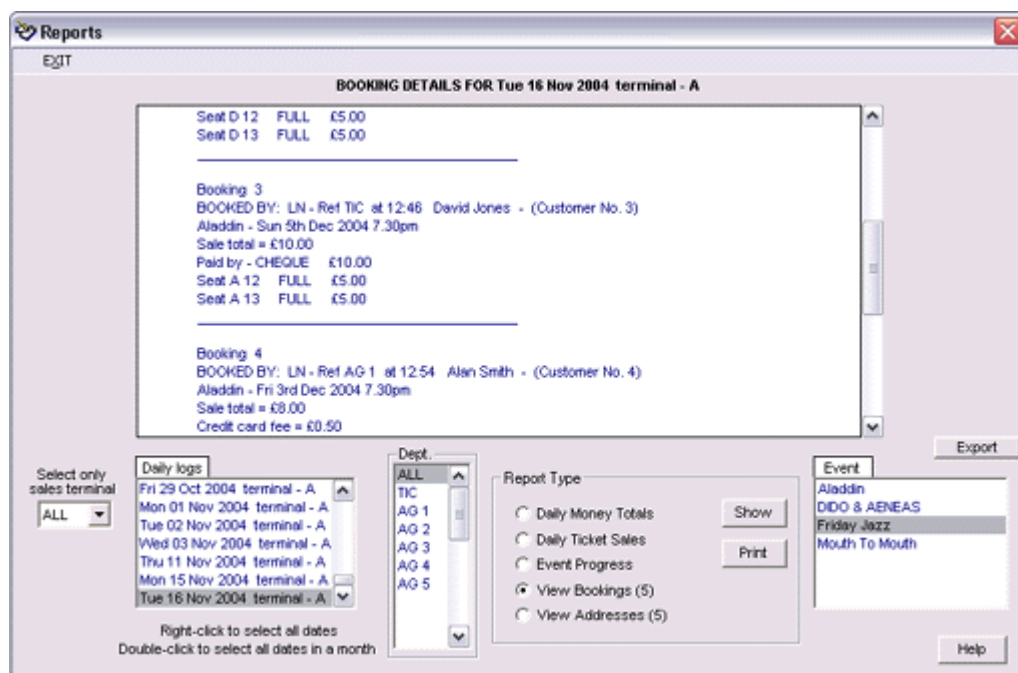 Reports
EXIT
BOOKING DETAILS FOR Tue 16 Nov 2004 terminal - A
Seat D 12 FULL £5.00
Seat D 13 FULL £5.00
Booking 3
BOOKED BY: LN - Ref TIC at 12:46 David Jones - (Customer No. 3)
Aladdin - Sun 5th Dec 2004 7.30pm
Sale total = £10.00
Paid by - CHEQUE £10.00
Seat A 12 FULL £5.00
Seat A 13 FULL £5.00
Booking 4
BOOKED BY: LN - Ref AG 1 at 12:54 Alan Smith - (Customer No. 4)
Aladdin - Fri 3rd Dec 2004 7.30pm
Sale total = £8.00
Credit card fee = £0.50
Export
Select only
sales terminal
ALL
Daily logs
Fri 29 Oct 2004 terminal - A
Mon 01 Nov 2004 terminal - A
Tue 02 Nov 2004 terminal - A
Wed 03 Nov 2004 terminal - A
Thu 11 Nov 2004 terminal - A
Mon 15 Nov 2004 terminal - A
Tue 16 Nov 2004 terminal - A
Right-click to select all dates
Double-click to select all dates in a month
Dept.
ALL
TIC
AG 1
AG 2
AG 3
AG 4
AG 5
Report Type
Daily Money Totals
Daily Ticket Sales
Event Progress
View Bookings (5)
View Addresses (5)
Show
Print
Event
Aladdin
DIDO & AENEAS
Friday Jazz
Mouth To Mouth
Help